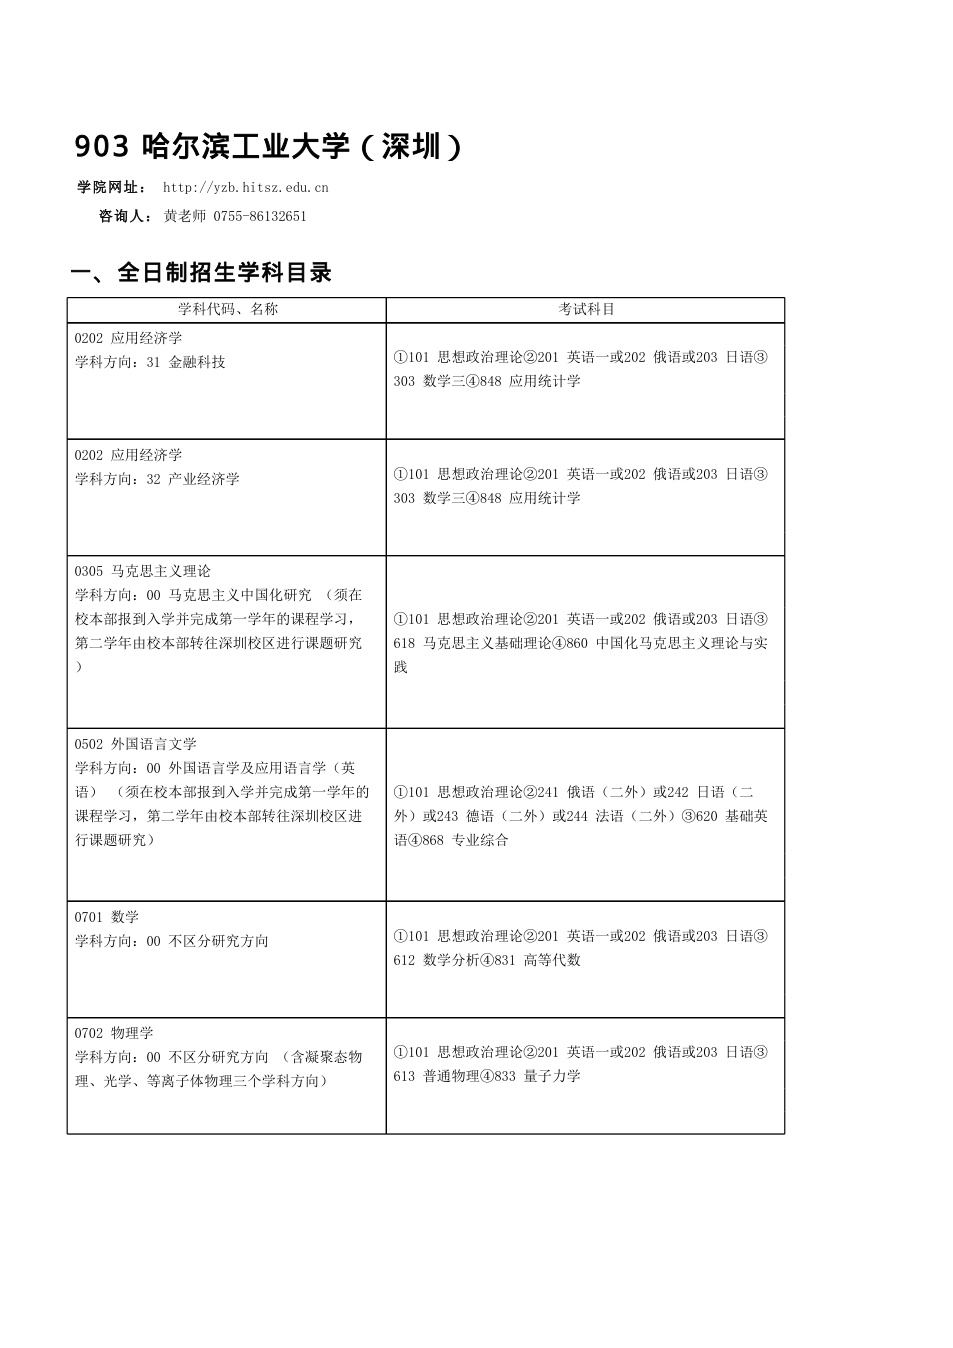 903 哈尔滨工业大学（深圳）
学院网址： http://yzb.hitsz.edu.cn
咨询人：黄老师 0755-86132651
一、全日制招生学科目录
学科代码、名称
考试科目
0202 应用经济学
学科方向：31 金融科技
①101 思想政治理论②201 英语一或202 俄语或203 日语③
303 数学三④848 应用统计学
0202 应用经济学
学科方向：32 产业经济学
①101 思想政治理论②201 英语一或202 俄语或203 日语③
303 数学三④848 应用统计学
0305 马克思主义理论
学科方向：00 马克思主义中国化研究 （须在
校本部报到入学并完成第一学年的课程学习，
第二学年由校本部转往深圳校区进行课题研究
）
①101 思想政治理论②201 英语一或202 俄语或203 日语③
618 马克思主义基础理论④860 中国化马克思主义理论与实
践
0502 外国语言文学
学科方向：00 外国语言学及应用语言学（英
语） （须在校本部报到入学并完成第一学年的
课程学习，第二学年由校本部转往深圳校区进
行课题研究）
①101 思想政治理论②241 俄语（二外）或242 日语（二
外）或243 德语（二外）或244 法语（二外）③620 基础英
语④868 专业综合
0701 数学
学科方向：00 不区分研究方向
①101 思想政治理论②201 英语一或202 俄语或203 日语③
612 数学分析④831 高等代数
0702 物理学
学科方向：00 不区分研究方向 （含凝聚态物
理、光学、等离子体物理三个学科方向）
①101 思想政治理论②201 英语一或202 俄语或203 日语③
613 普通物理④833 量子力学